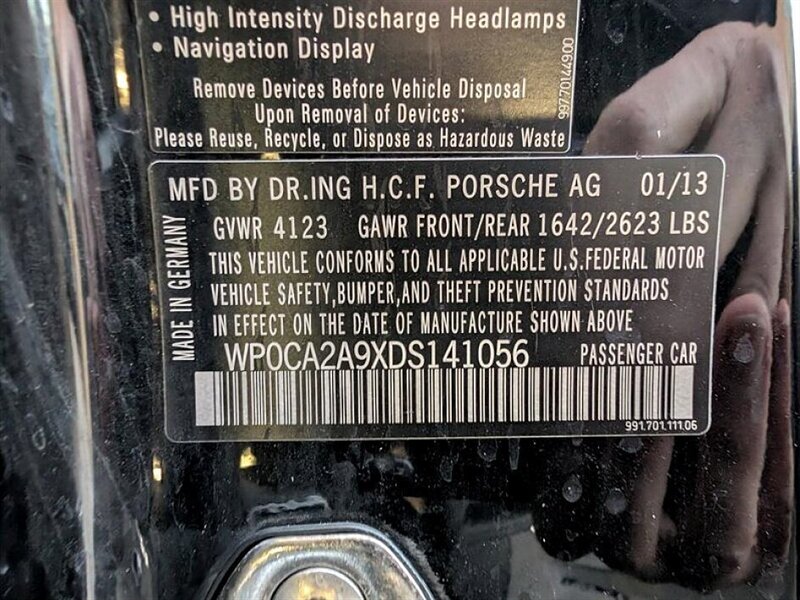 • High Intensity Discharge Headlamps
• Navigation Display
Remove Devices Before Vehicle Disposal
Upon Removal of Devices:
Please Reuse, Recycle, or Dispose as Hazardous Waste
997.701.449.00
MFD BY DR.ING H.C.F. PORSCHE AG 01/13
GVWR 4123 GAWR FRONT/REAR 1642/2623 LBS
MADE IN GERMANY
THIS VEHICLE CONFORMS TO ALL APPLICABLE U.S.FEDERAL MOTOR
VEHICLE SAFETY,BUMPER,AND THEFT PREVENTION STANDARDS
IN EFFECT ON THE DATE OF MANUFACTURE SHOWN ABOVE
WP0CA2A9XDS141056 PASSENGER CAR
991.701.111.06